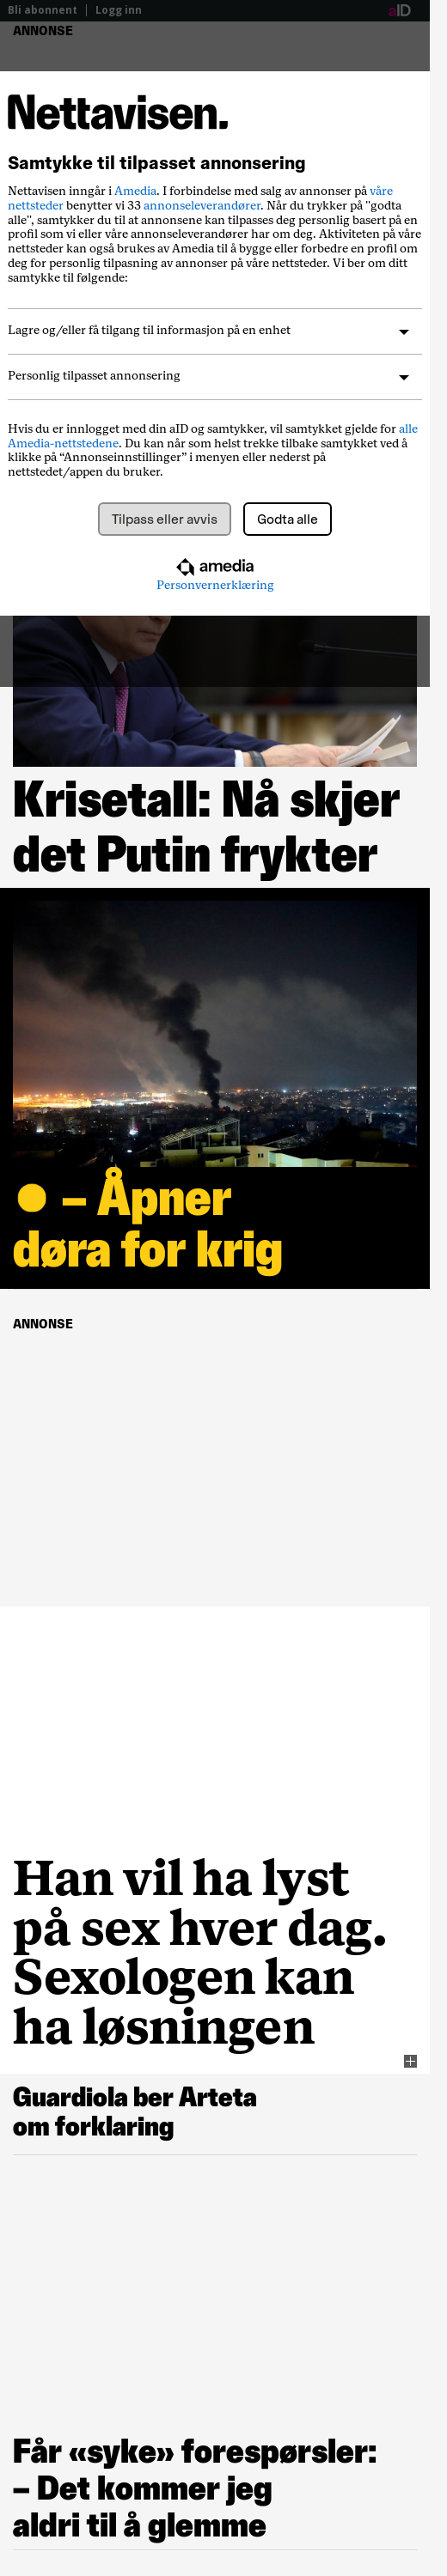 Bli abonnent | Logg inn
aID
ANNONSE
Nettavisen.
Samtykke til tilpasset annonsering
Nettavisen inngår i Amedia. I forbindelse med salg av annonser på våre
nettsteder benytter vi 33 annonseleverandører. Når du trykker på "godta
alle", samtykker du til at annonsene kan tilpasses deg personlig basert på en
profil som vi eller våre annonseleverandører har om deg. Aktiviteten på våre
nettsteder kan også brukes av Amedia til å bygge eller forbedre en profil om
deg for personlig tilpasning av annonser på våre nettsteder. Vi ber om ditt
samtykke til følgende:
Lagre og/eller få tilgang til informasjon på en enhet
Personlig tilpasset annonsering
Hvis du er innlogget med din aID og samtykker, vil samtykket gjelde for alle
Amedia-nettstedene. Du kan når som helst trekke tilbake samtykket ved å
klikke på “Annonseinnstillinger” i menyen eller nederst på
nettstedet/appen du bruker.
Tilpass eller avvis
Godta alle
amedia
Personvernerklæring
Krisetall: Nå skjer
det Putin frykter
– Åpner
døra for krig
ANNONSE
Han vil ha lyst
på sex hver dag.
Sexologen kan
ha løsningen
Guardiola ber Arteta
om forklaring
Får «syke» forespørsler:
– Det kommer jeg
aldri til å glemme